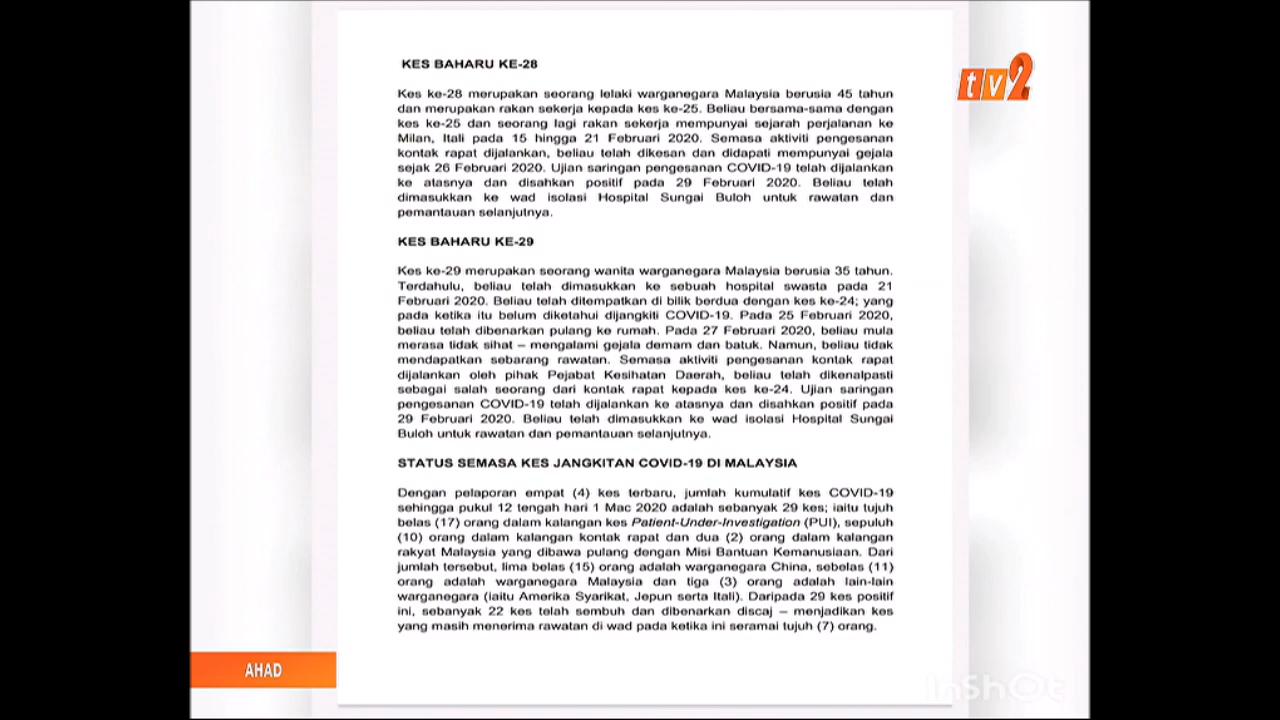 KES BAHARU KE-28
Kes ke-28 merupakan seorang lelaki warganegara Malaysia berusia 45 tahun
dan merupakan rakan sekerja kepada kes ke-25. Beliau bersama-sama dengan
kes ke-25 dan seorang lagi rakan sekerja mempunyai sejarah perjalanan ke
Milan, Itali pada 15 hingga 21 Februari 2020. Semasa aktiviti pengesanan
kontak rapat dijalankan, beliau telah dikesan dan didapati mempunyai gejala
sejak 26 Februari 2020. Ujian saringan pengesanan COVID-19 telah dijalankan
ke atasnya dan disahkan positif pada 29 Februari 2020. Beliau telah
dimasukkan ke wad isolasi Hospital Sungai Buloh untuk rawatan dan
pemantauan selanjutnya.
KES BAHARU KE-29
Kes ke-29 merupakan seorang wanita warganegara Malaysia berusia 35 tahun.
Terdahulu, beliau telah dimasukkan ke sebuah hospital swasta pada 21
Februari 2020. Beliau telah ditempatkan di bilik berdua dengan kes ke-24; yang
pada ketika itu belum diketahui dijangkiti COVID-19. Pada 25 Februari 2020,
beliau telah dibenarkan pulang ke rumah. Pada 27 Februari 2020, beliau mula
merasa tidak sihat – mengalami gejala demam dan batuk. Namun, beliau tidak
mendapatkan sebarang rawatan. Semasa aktiviti pengesanan kontak rapat
dijalankan oleh pihak Pejabat Kesihatan Daerah, beliau telah dikenalpasti
sebagai salah seorang dari kontak rapat kepada kes ke-24. Ujian saringan
pengesanan COVID-19 telah dijalankan ke atasnya dan disahkan positif pada
29 Februari 2020. Beliau telah dimasukkan ke wad isolasi Hospital Sungai
Buloh untuk rawatan dan pemantauan selanjutnya.
STATUS SEMASA KES JANGKITAN COVID-19 DI MALAYSIA
Dengan pelaporan empat (4) kes terbaru, jumlah kumulatif kes COVID-19
sehingga pukul 12 tengah hari 1 Mac 2020 adalah sebanyak 29 kes; iaitu tujuh
belas (17) orang dalam kalangan kes Patient-Under-Investigation (PUI), sepuluh
(10) orang dalam kalangan kontak rapat dan dua (2) orang dalam kalangan
rakyat Malaysia yang dibawa pulang dengan Misi Bantuan Kemanusiaan. Dari
jumlah tersebut, lima belas (15) orang adalah warganegara China, sebelas (11)
orang adalah warganegara Malaysia dan tiga (3) orang adalah lain-lain
warganegara (iaitu Amerika Syarikat, Jepun serta Itali). Daripada 29 kes positif
ini, sebanyak 22 kes telah sembuh dan dibenarkan discaj – menjadikan kes
yang masih menerima rawatan di wad pada ketika ini seramai tujuh (7) orang.
tv2
AHAD
InShOt